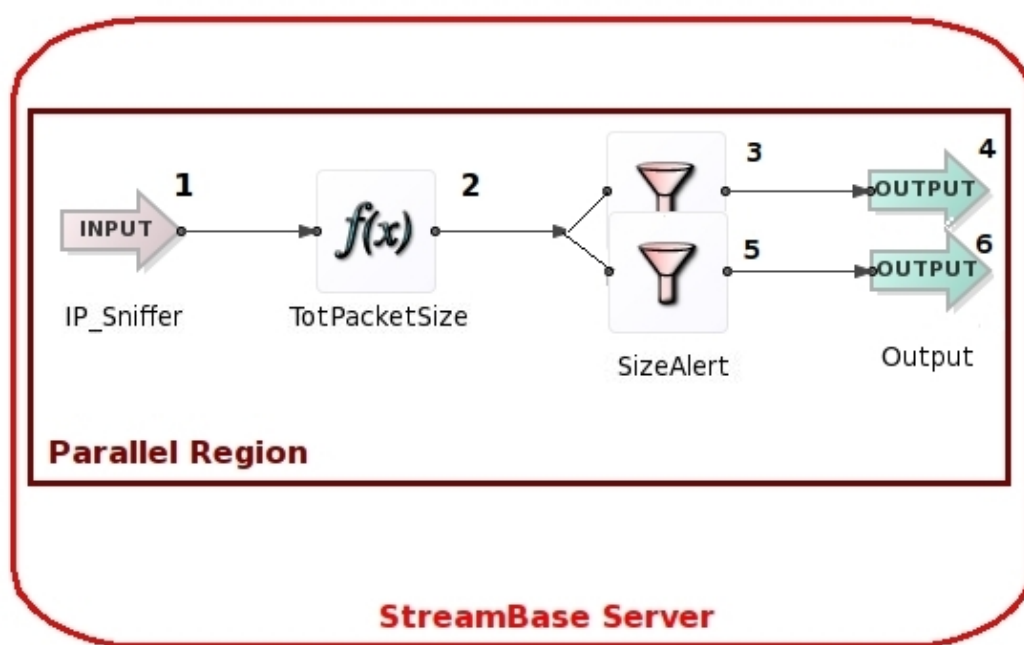 1
2
3
4
INPUT
f(x)
OUTPUT
5
6
OUTPUT
IP_Sniffer
TotPacketSize
SizeAlert
Output
Parallel Region
StreamBase Server